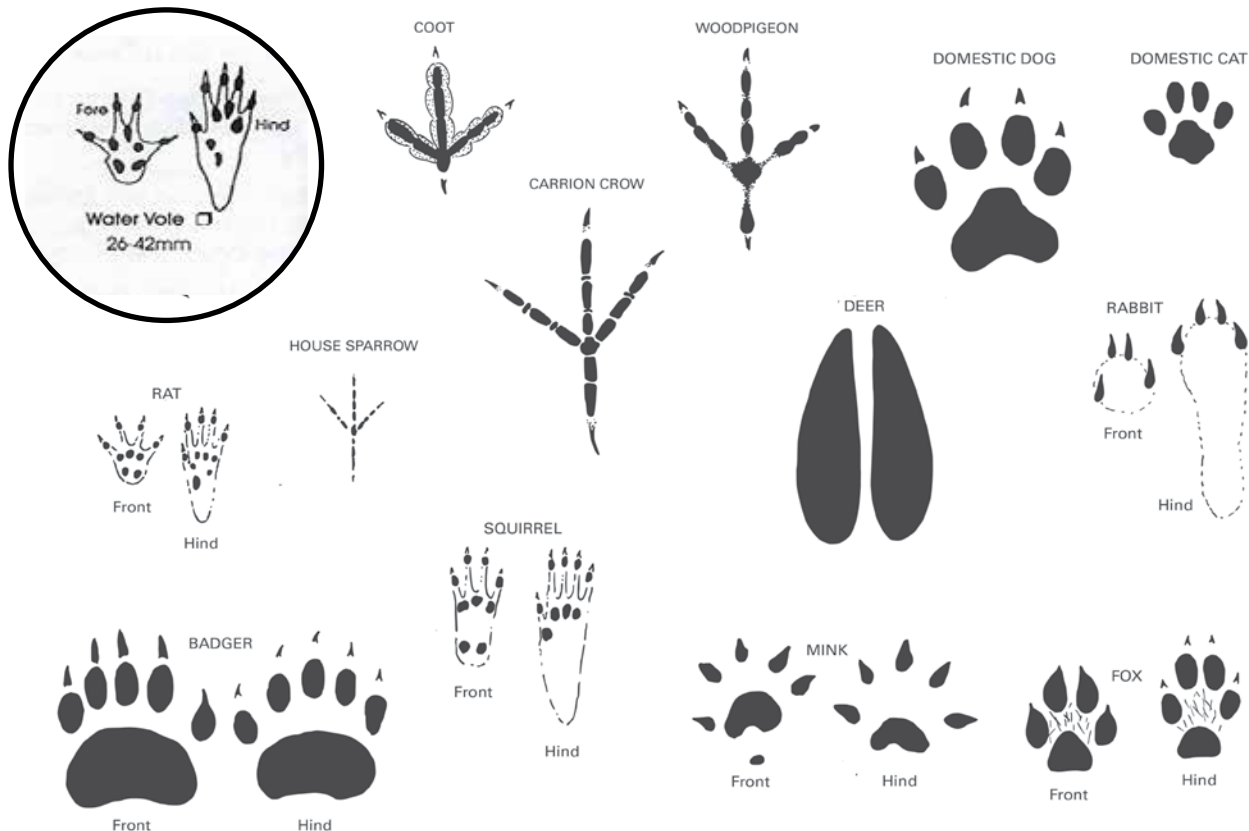 COOT
WOODPIGEON
DOMESTIC DOG
DOMESTIC CAT
Fore
Hind
Water Vole
26-42mm
CARRION CROW
DEER
RABBIT
Front
Hind
HOUSE SPARROW
RAT
Front
Hind
SQUIRREL
Front
Hind
BADGER
Front
Hind
MINK
Front
Hind
FOX
Front
Hind